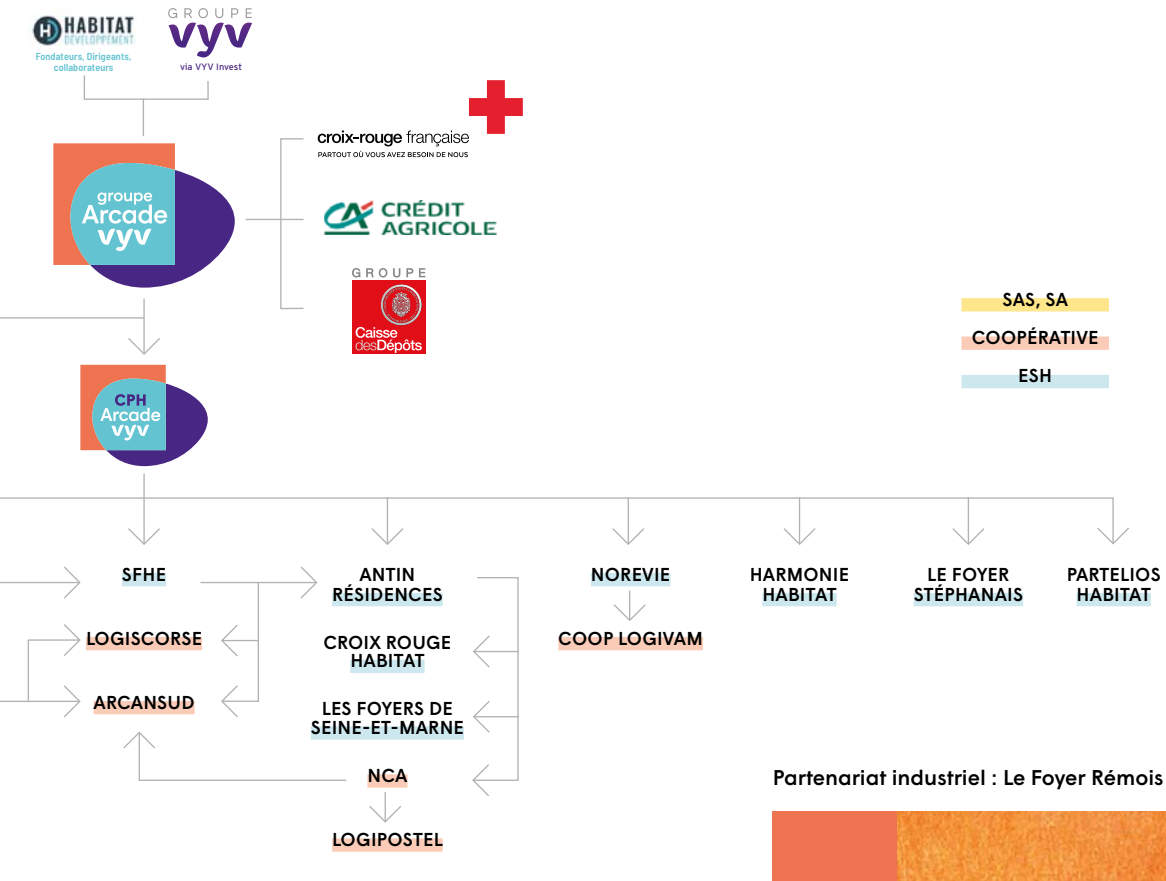 HABITAT
DÉVELOPPEMENT
Fondateurs, Dirigeants,
collaborateurs
GROUPE
vyv
via VYV Invest
croix-rouge française
PARTOUT OÙ VOUS AVEZ BESOIN DE NOUS
groupe
Arcade
vyv
CRÉDIT
AGRICOLE
GROUPE
Caisse
desDépôts
SAS, SA
COOPÉRATIVE
ESH
CPH
Arcade
vyv
SFHE
LOGISCORSE
ARCANSUD
ANTIN
RÉSIDENCES
CROIX ROUGE
HABITAT
LES FOYERS DE
SEINE-ET-MARNE
NCA
LOGIPOSTEL
NOREVIE
COOP LOGIVAM
HARMONIE
HABITAT
LE FOYER
STÉPHANAIS
PARTELIOS
HABITAT
Partenariat industriel : Le Foyer Rémois